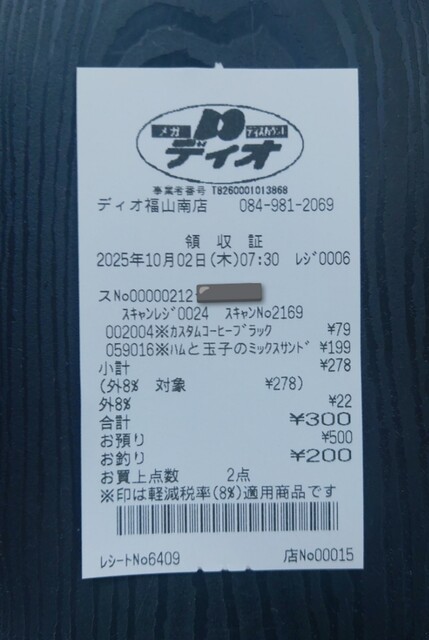 メガ ディスカウント
ディオ
事業者番号 T8260001013868
ディオ福山南店 084-981-2069
領収証
2025年10月02日(木)07:30 レジ0006
スNo00000212
スキャンレジ0024 スキャンNo2169
002004※カスタムコーヒーブラック ¥79
059016※ハムと玉子のミックスサンド ¥199
小計 ¥278
(外8% 対象 ¥278)
外8% ¥22
合計 ¥300
お預り ¥500
お釣り ¥200
お買上点数 2点
※印は軽減税率(8%)適用商品です
レシートNo6409 店No00015